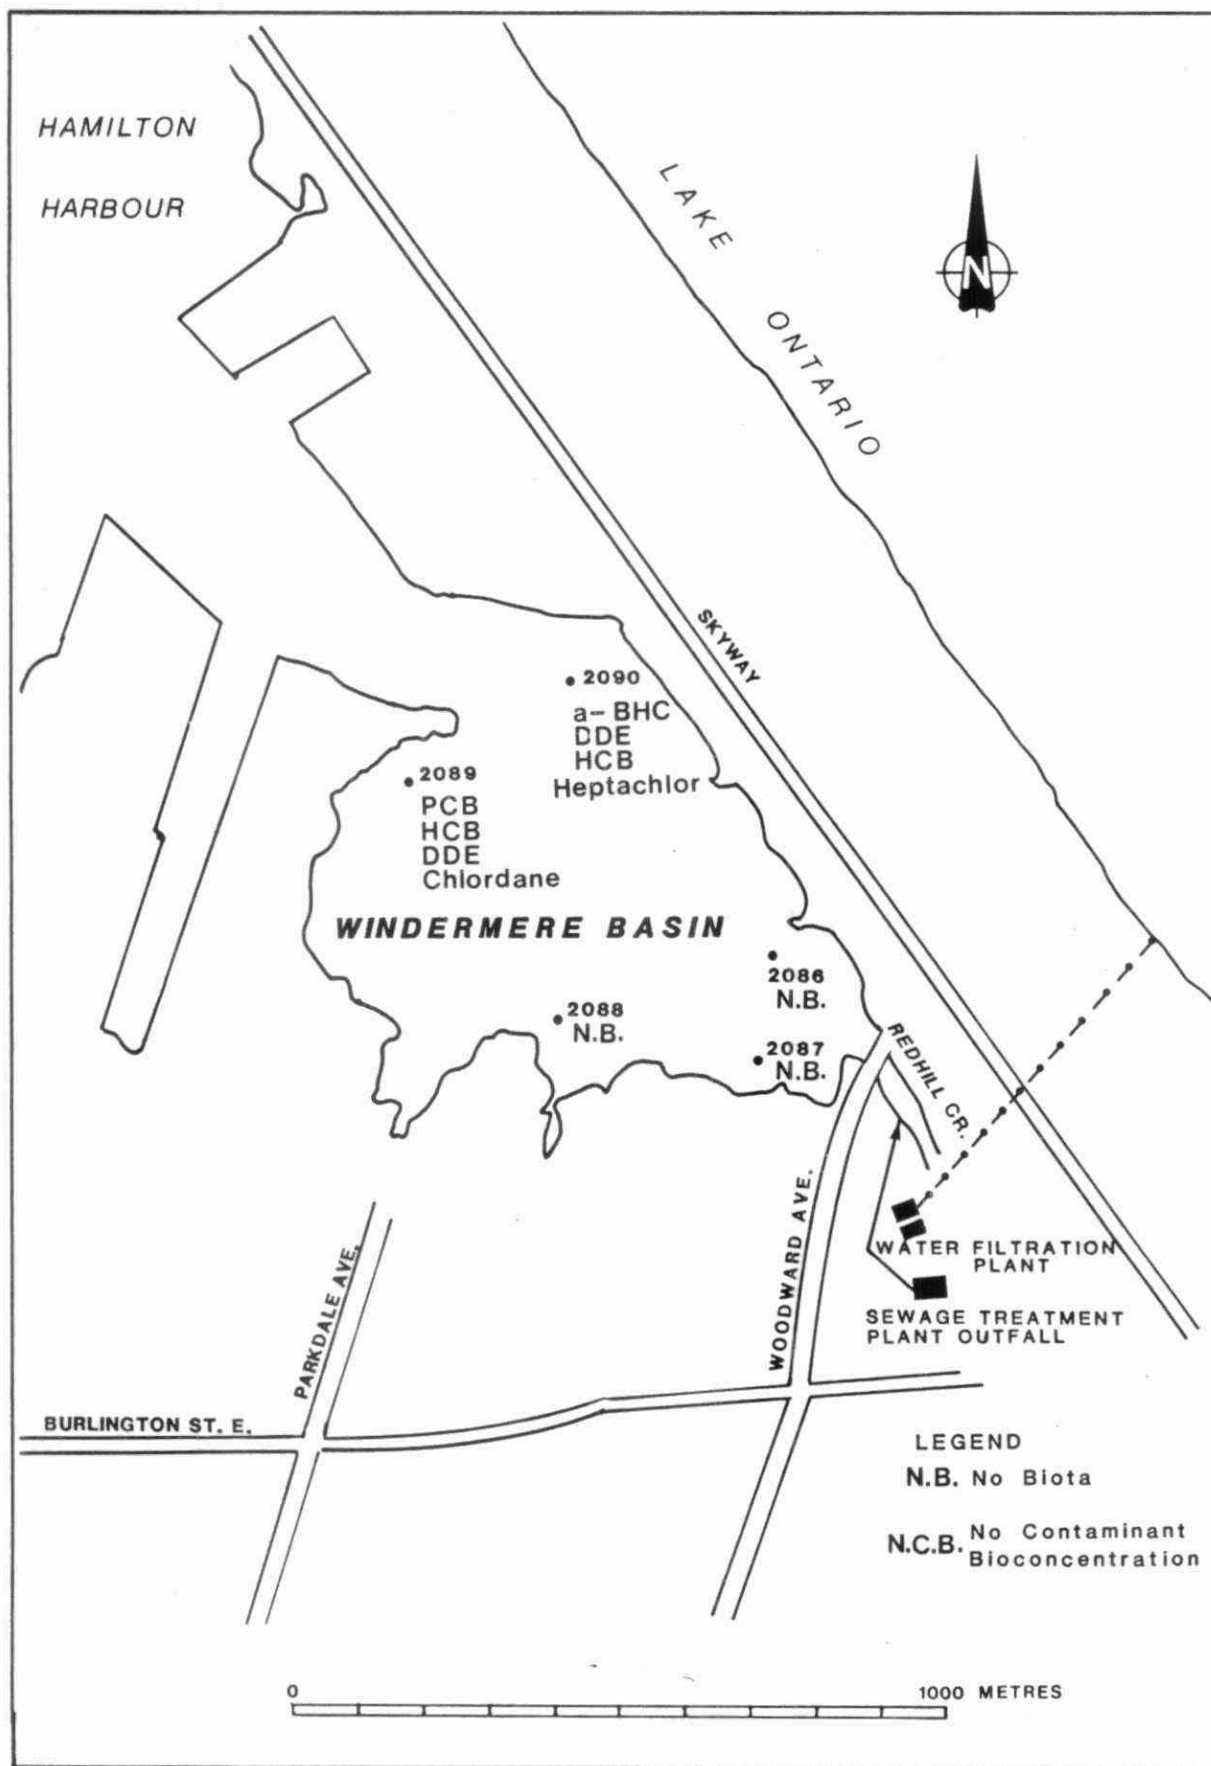 HAMILTON
HARBOUR
LAKE
ONTARIO
N
SKYWAY
2090
a-BHC
DDE
HCB
Heptachlor
2089
PCB
HCB
DDE
Chlordane
WINDERMERE BASIN
2086
N.B.
2088
N.B.
2087
N.B.
REDHILL CR.
WOODWARD AVE.
WATER FILTRATION
PLANT
SEWAGE TREATMENT
PLANT OUTFALL
PARKDALE AVE.
BURLINGTON ST. E.
LEGEND
N.B. No Biota
N.C.B. No Contaminant
Bioconcentration
0 1000 METRES